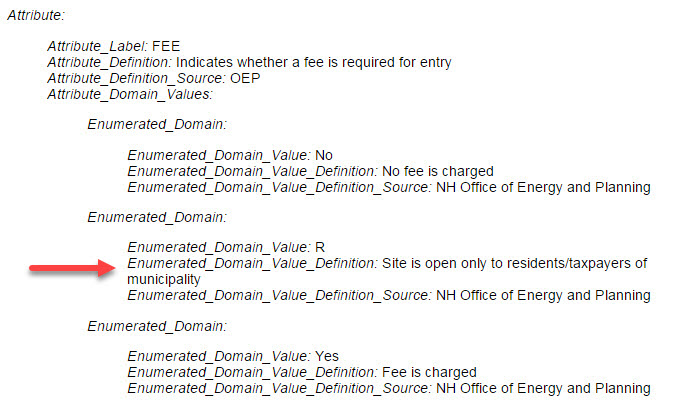 Attribute:
Attribute_Label: FEE
Attribute_Definition: Indicates whether a fee is required for entry
Attribute_Definition_Source: OEP
Attribute_Domain_Values:
Enumerated_Domain:
Enumerated_Domain_Value: No
Enumerated_Domain_Value_Definition: No fee is charged
Enumerated_Domain_Value_Definition_Source: NH Office of Energy and Planning
Enumerated_Domain:
Enumerated_Domain_Value: R
Enumerated_Domain_Value_Definition: Site is open only to residents/taxpayers of
municipality
Enumerated_Domain_Value_Definition_Source: NH Office of Energy and Planning
Enumerated_Domain:
Enumerated_Domain_Value: Yes
Enumerated_Domain_Value_Definition: Fee is charged
Enumerated_Domain_Value_Definition_Source: NH Office of Energy and Planning